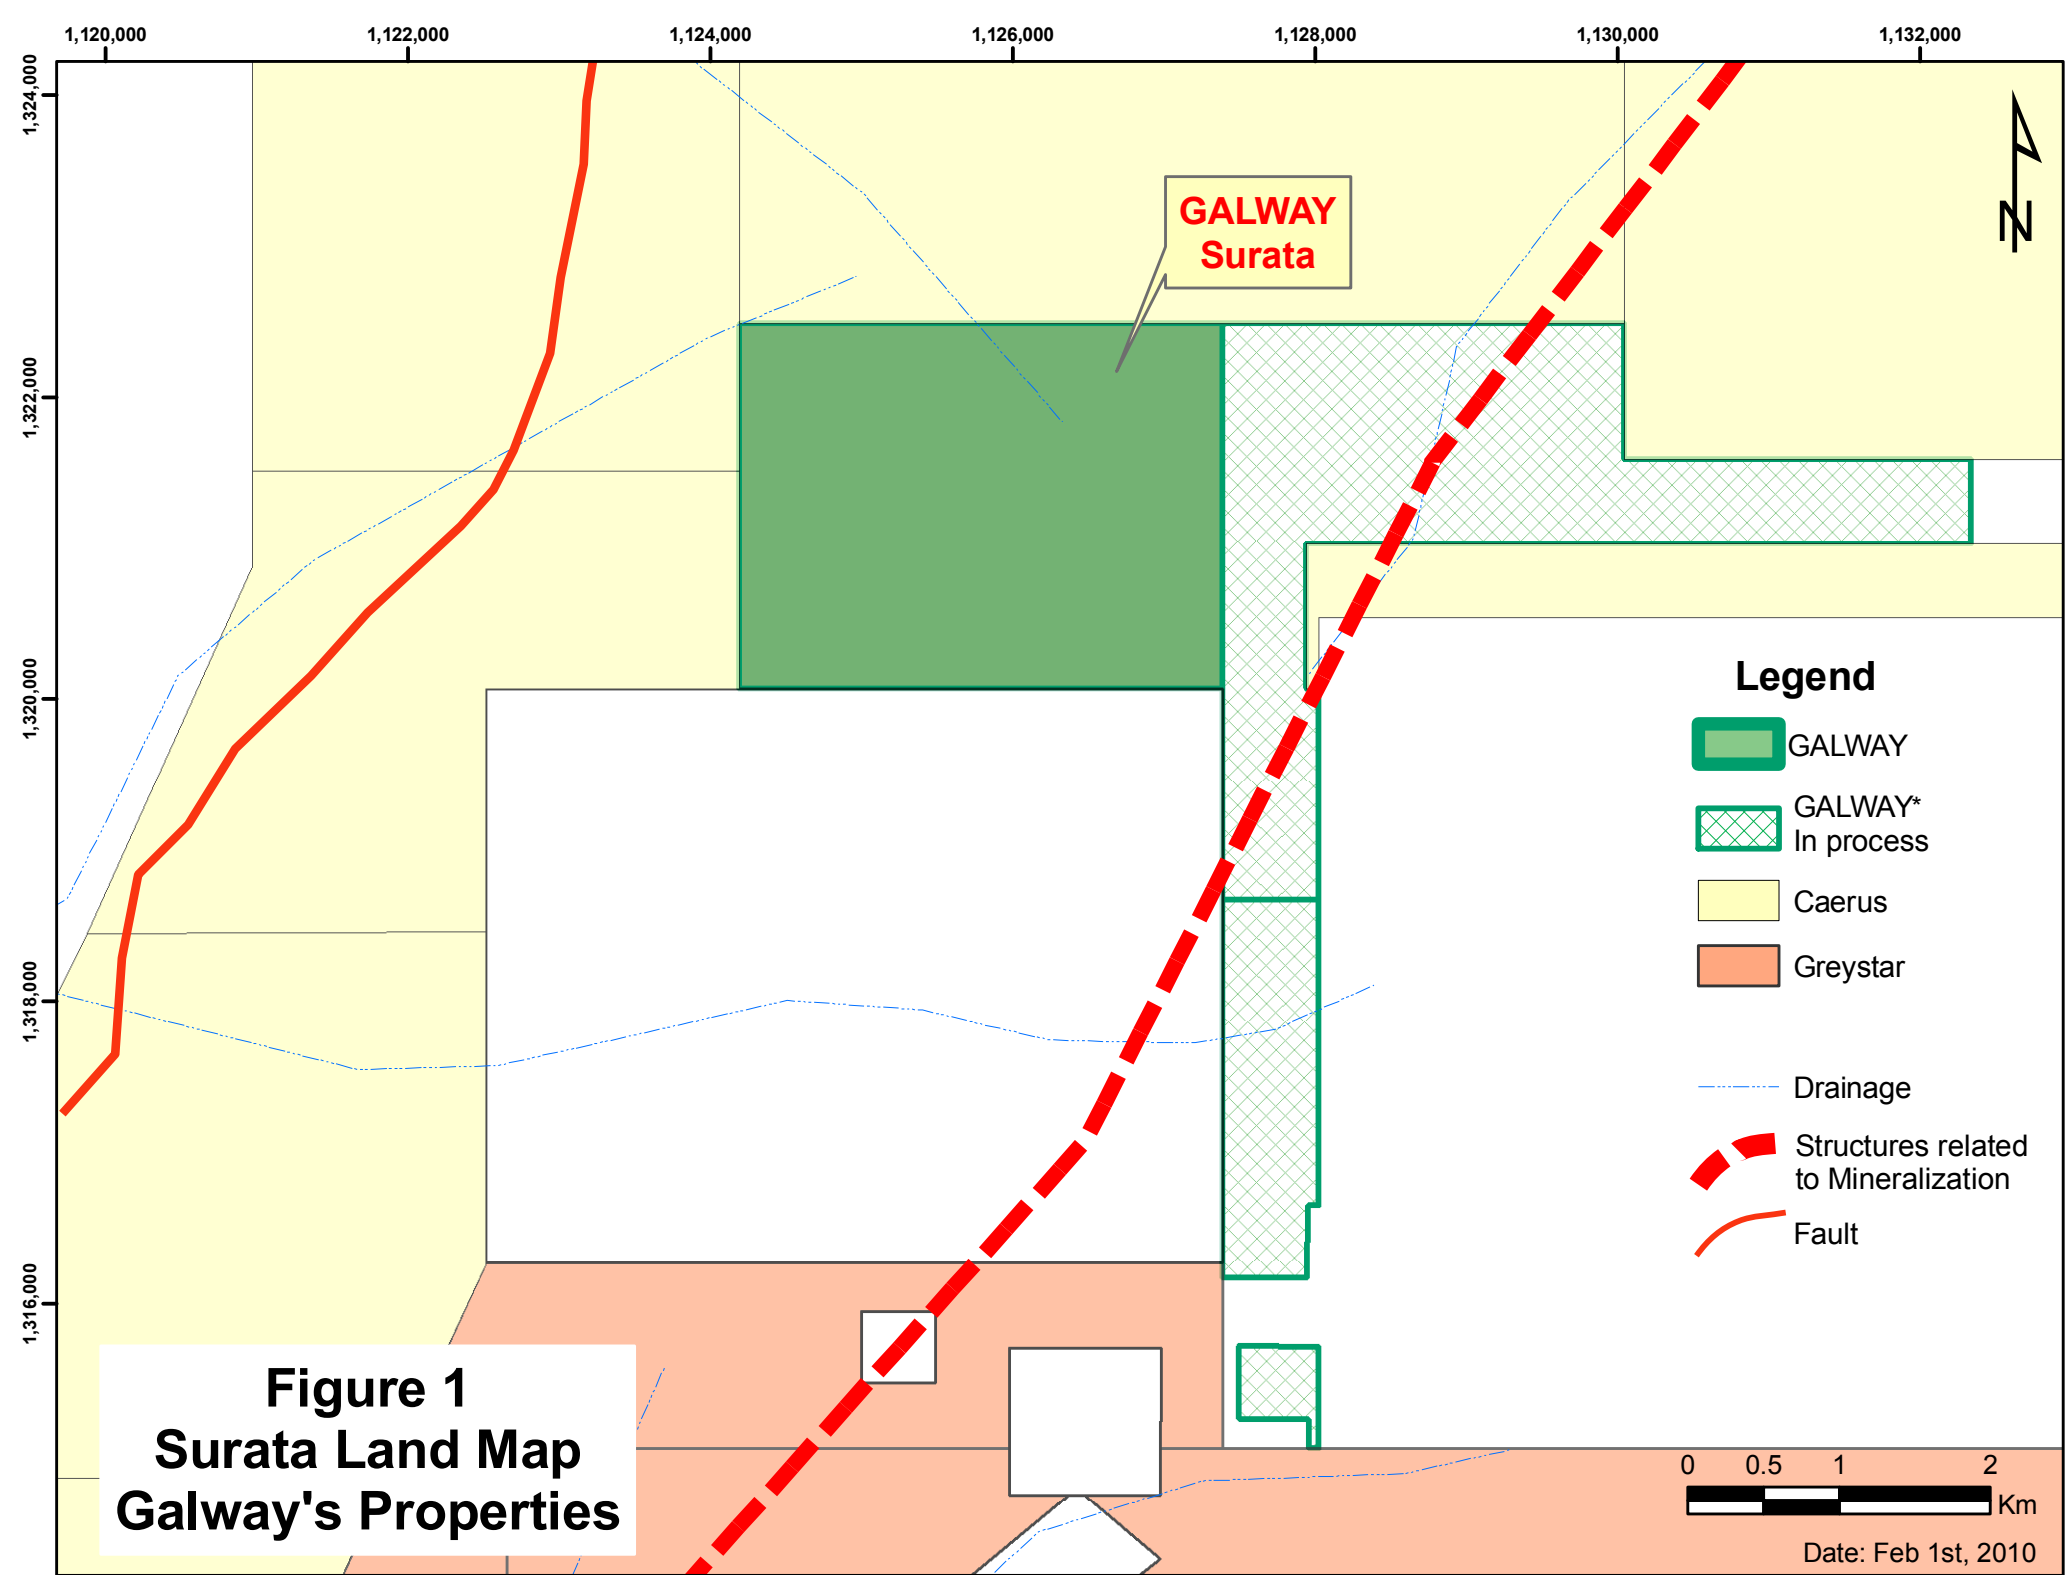 1,120,000
1,122,000
1,124,000
1,126,000
1,128,000
1,130,000
1,132,000
1,324,000
1,322,000
1,320,000
1,318,000
1,316,000
N
GALWAY
Surata
Legend
GALWAY
GALWAY*
In process
Caerus
Greystar
Drainage
Structures related
to Mineralization
Fault
Figure 1
Surata Land Map
Galway's Properties
0 0.5 1 2
Km
Date: Feb 1st, 2010